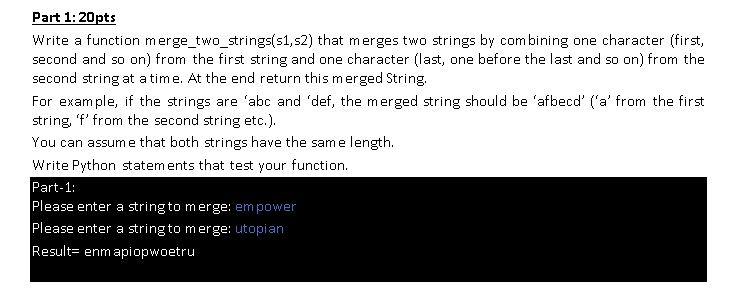 Part 1: 20pts
Write a function merge_two_strings(s1,s2) that merges two strings by combining one character (first,
second and so on) from the first string and one character (last, one before the last and so on) from the
second string at a time. At the end return this merged String.
For example, if the strings are ‘abc and ‘def, the merged string should be ‘afbecd’ (‘a’ from the first
string, ‘f’ from the second string etc.).
You can assume that both strings have the same length.
Write Python statements that test your function.
Part-1:
Please enter a string to merge: empower
Please enter a string to merge: utopian
Result= enmapiopwoetru